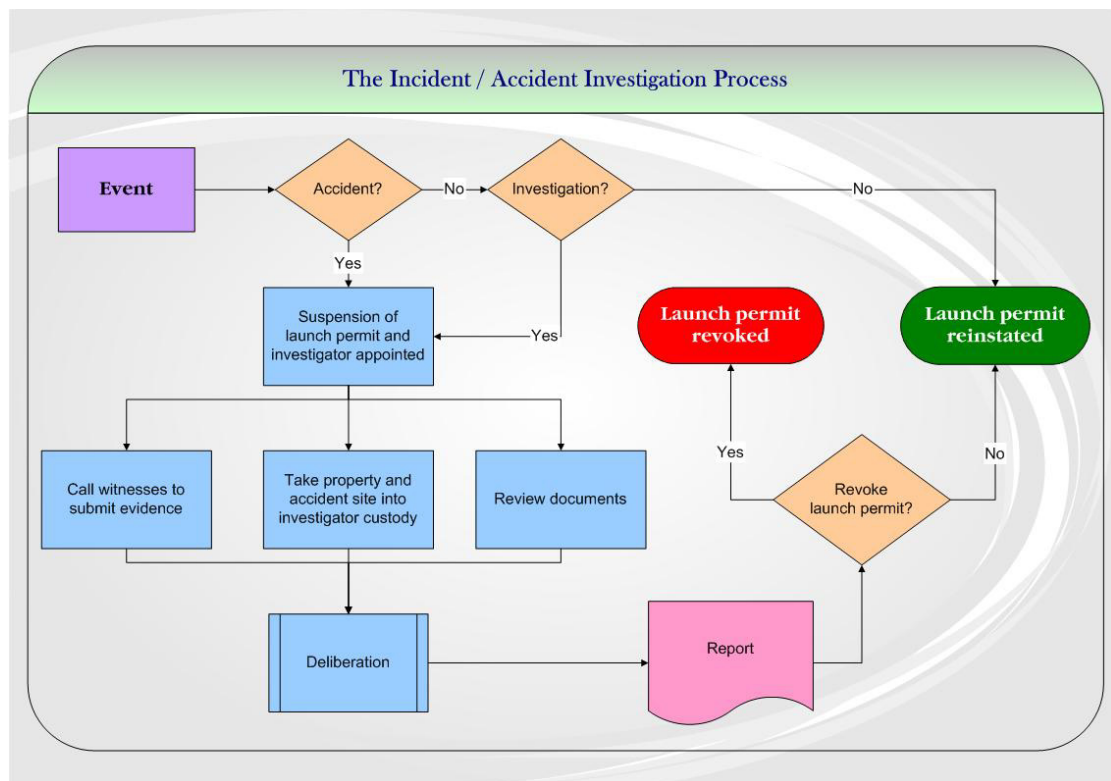 The Incident / Accident Investigation Process
Event
Accident?
No
Investigation?
No
Yes
Suspension of
launch permit and
investigator appointed
Yes
Launch permit
revoked
Launch permit
reinstated
Call witnesses to
submit evidence
Take property and
accident site into
investigator custody
Review documents
Yes
Revoke
launch permit?
No
Deliberation
Report